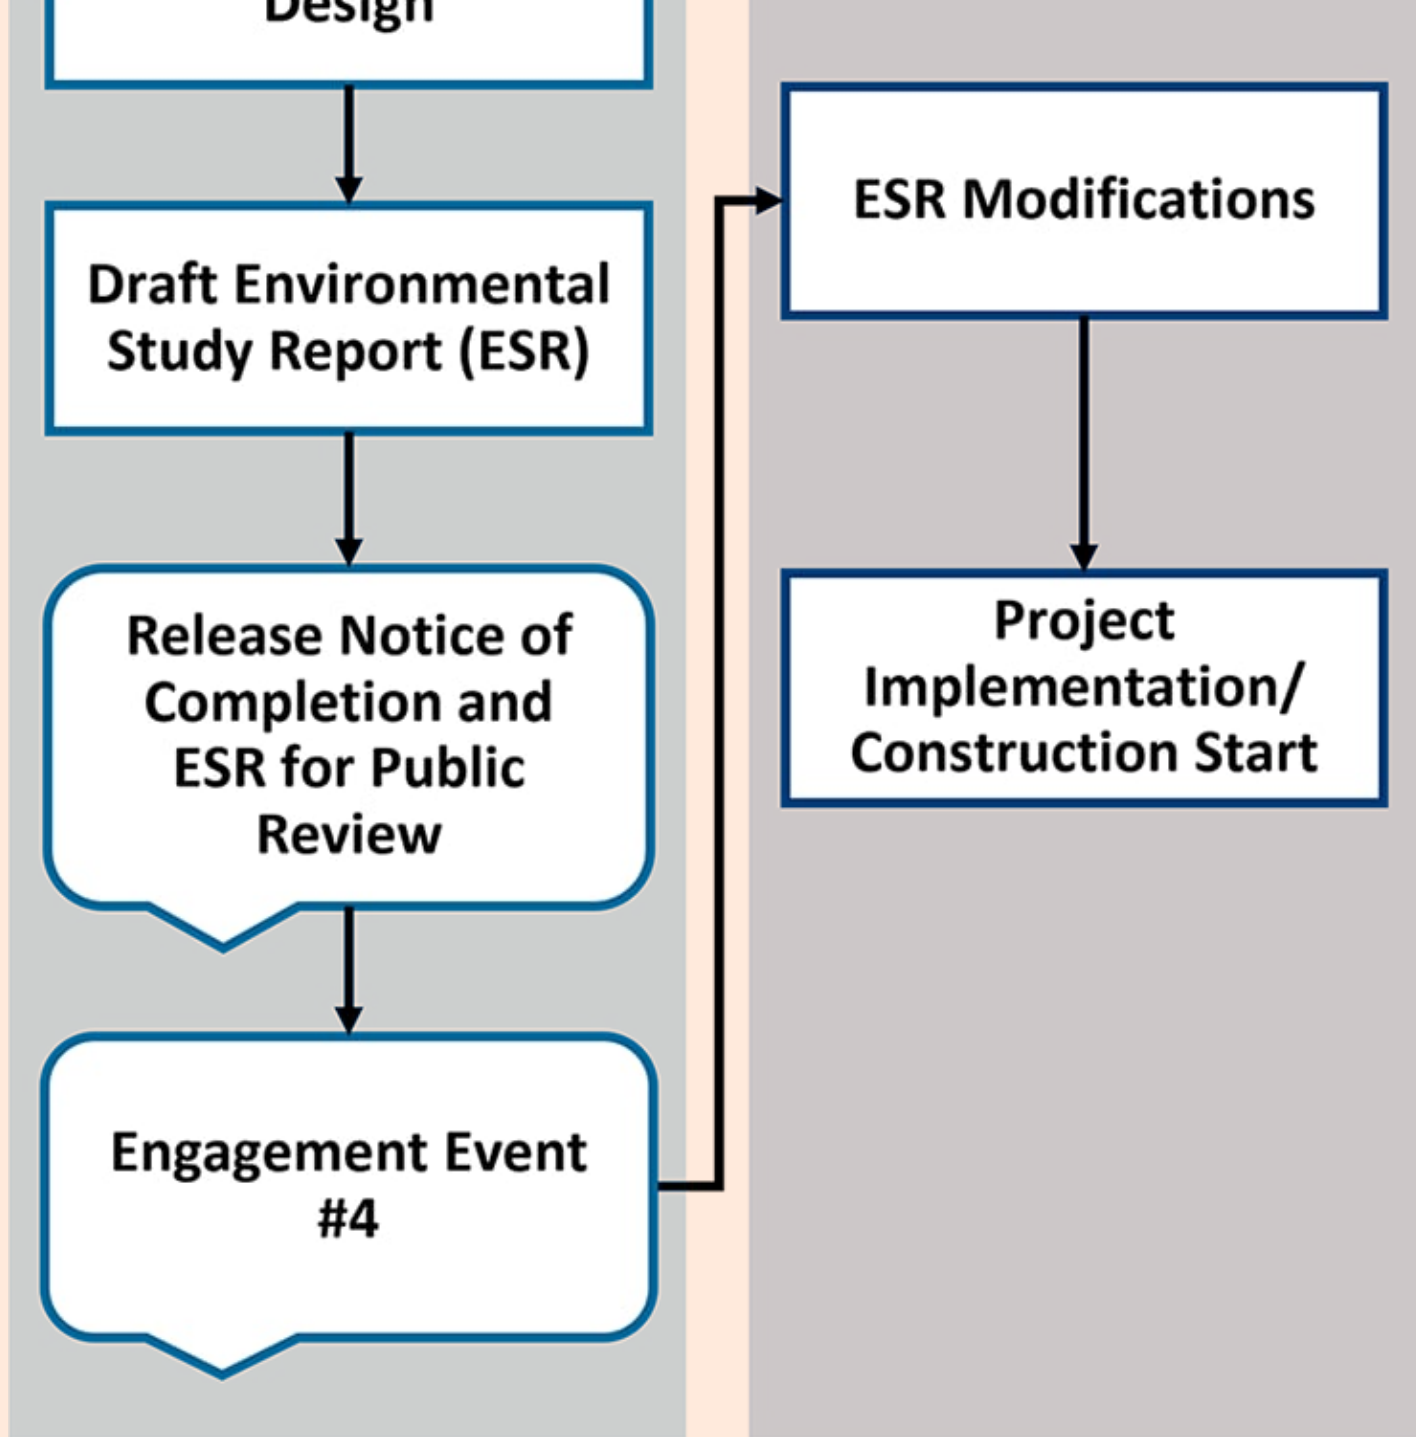 Design
Draft Environmental
Study Report (ESR)
Release Notice of
Completion and
ESR for Public
Review
Engagement Event
#4
ESR Modifications
Project
Implementation/
Construction Start